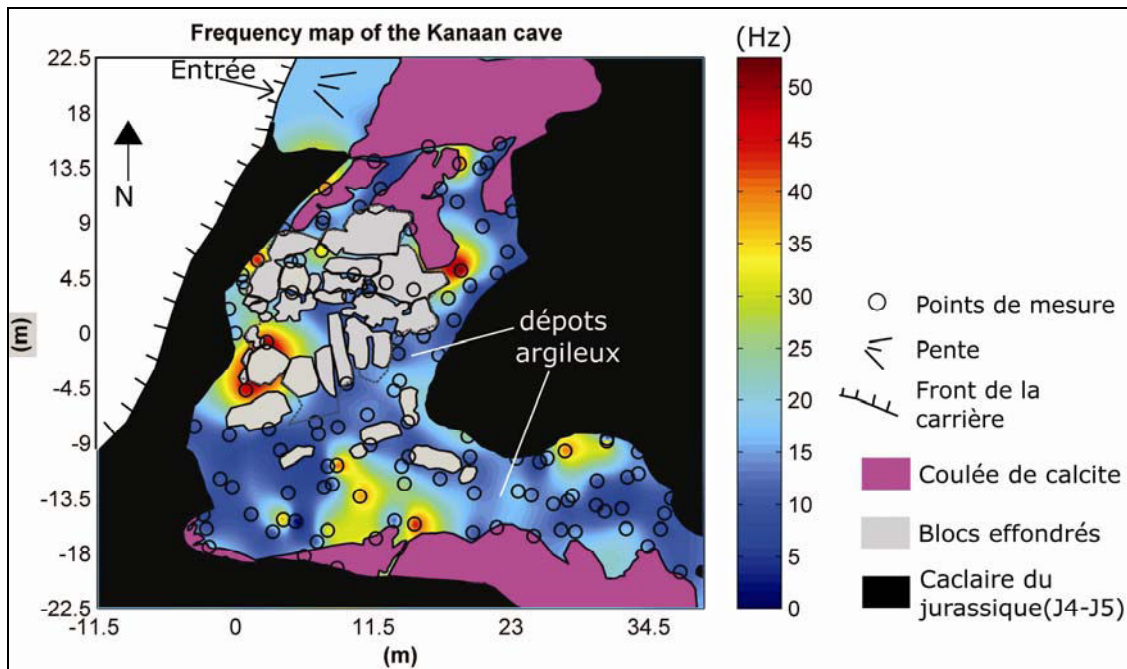 Frequency map of the Kanaan cave
(Hz)
Entrée
N
22.5
18
13.5
9
4.5
0
-4.5
-9
-13.5
-18
-22.5
(m)
-11.5 0 11.5 23 34.5
(m)
dépots
argileux
50
45
40
35
30
25
20
15
10
5
0
Points de mesure
Pente
Front de la
carrière
Coulée de calcite
Blocs effondrés
Caclaire du
jurassique(J4-J5)